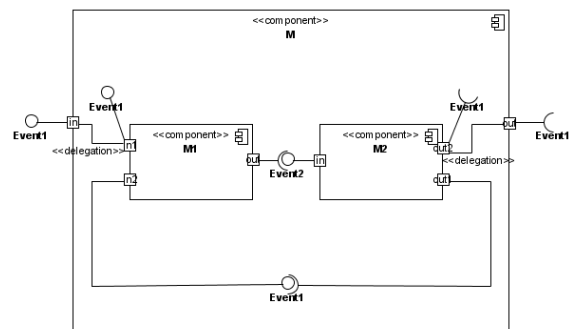 <<component>>
M
Event1
Event1
Event1
in
out
Event1
<<component>>
M1
<<component>>
M2
n1
out2
<<delegation>>
<<delegation>>
out
in
Event2
n2
out1
Event1